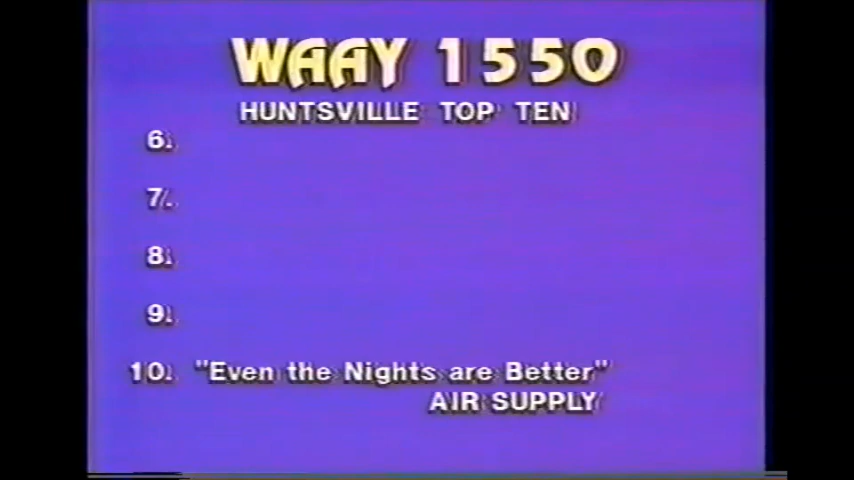 WAAY 1550
HUNTSVILLE TOP TEN
6.
7.
8.
9.
10. "Even the Nights are Better"
AIR SUPPLY